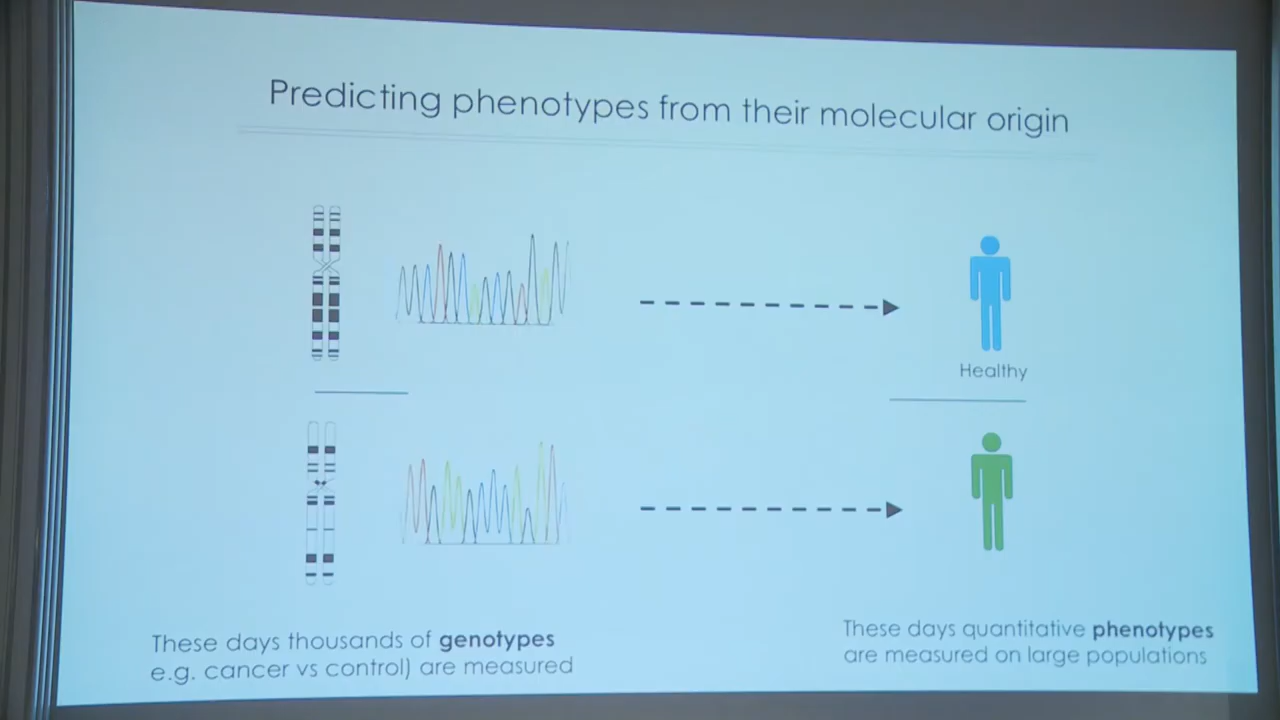 Predicting phenotypes from their molecular origin
Healthy
These days thousands of genotypes
e.g. cancer vs control) are measured
These days quantitative phenotypes
are measured on large populations